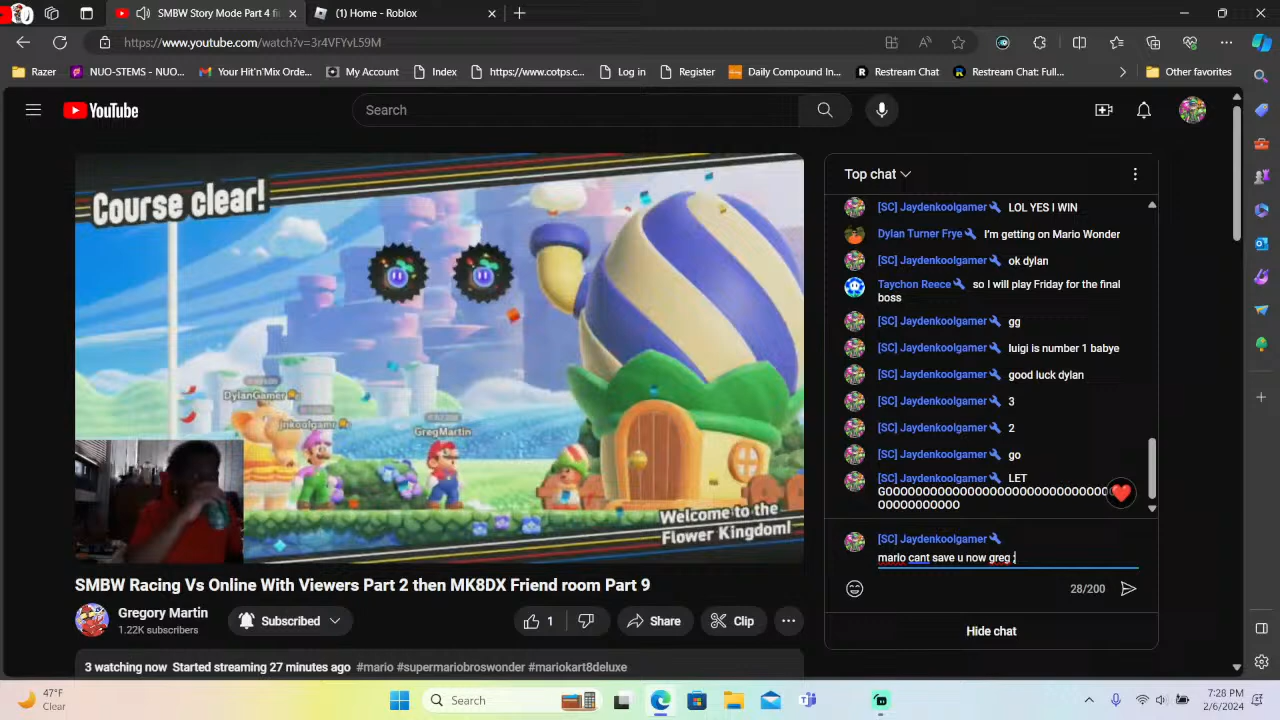 SMBW Story Mode Part 4 fi
(1) Home - Roblox
https://www.youtube.com/watch?v=3r4VFYvL59M
Razer
NUO-STEMS - NUO...
Your Hit'n'Mix Orde...
My Account
Index
https://www.cotps.c...
Log in
Register
Daily Compound In...
Restream Chat
Restream Chat: Full...
Other favorites
YouTube
Search
Course clear!
DylanGamer
jrlkoolgami
GregMartin
Welcome to the
Flower Kingdom!
Top chat
[SC] Jaydenkoolgamer LOL YES I WIN
Dylan Turner Frye I'm getting on Mario Wonder
[SC] Jaydenkoolgamer ok dylan
Taychon Reece so I will play Friday for the final
boss
[SC] Jaydenkoolgamer gg
[SC] Jaydenkoolgamer luigi is number 1 babye
[SC] Jaydenkoolgamer good luck dylan
[SC] Jaydenkoolgamer 3
[SC] Jaydenkoolgamer 2
[SC] Jaydenkoolgamer go
[SC] Jaydenkoolgamer LET
GOOOOOOOOOOOOOOOOOOOOOOOOOOOOO
OOOOOOOOOOO
[SC] Jaydenkoolgamer
mario cant save u now greg :
28/200
Hide chat
SMBW Racing Vs Online With Viewers Part 2 then MK8DX Friend room Part 9
Gregory Martin
1.22K subscribers
Subscribed
1
Share
Clip
3 watching now Started streaming 27 minutes ago #mario #supermariobroswonder #mariokart8deluxe
47°F
Clear
Search
7:28 PM
2/6/2024